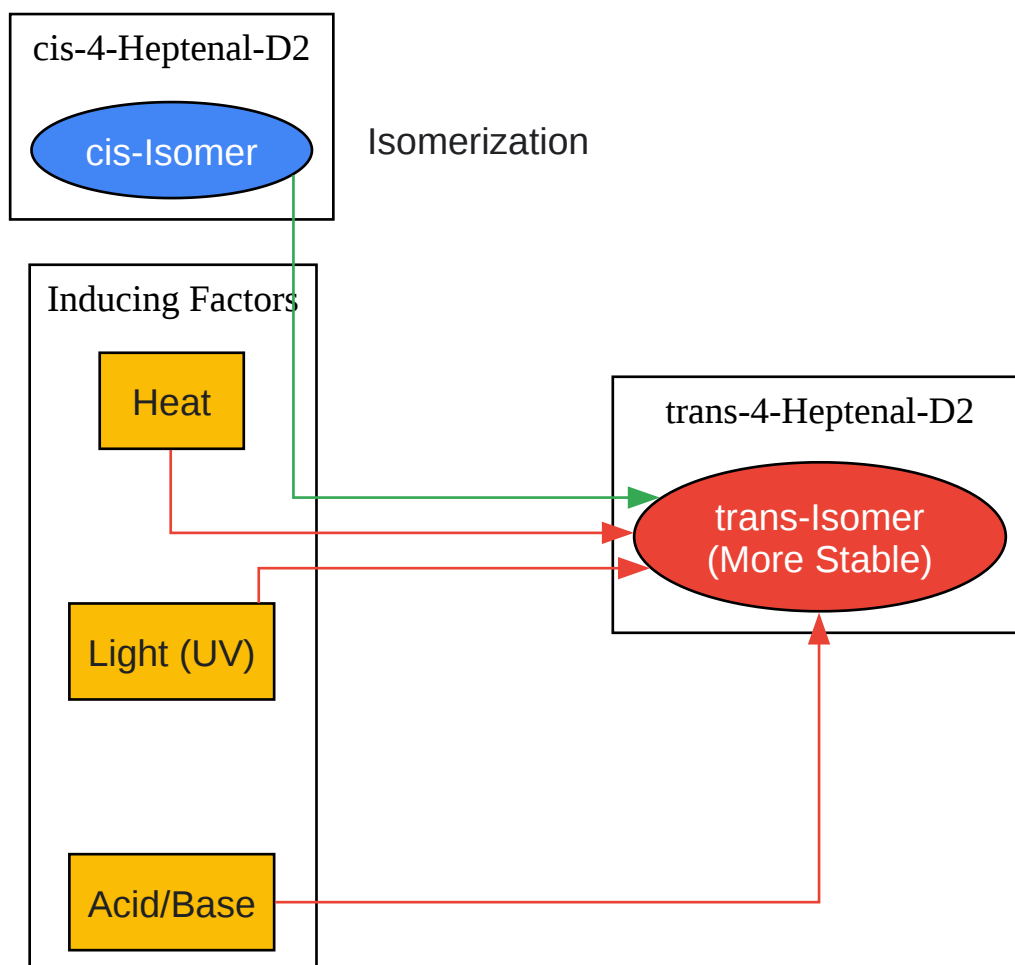 cis-4-Heptenal-D2
cis-Isomer
Isomerization
Inducing Factors
Heat
trans-4-Heptenal-D2
trans-Isomer
(More Stable)
Light (UV)
Acid/Base